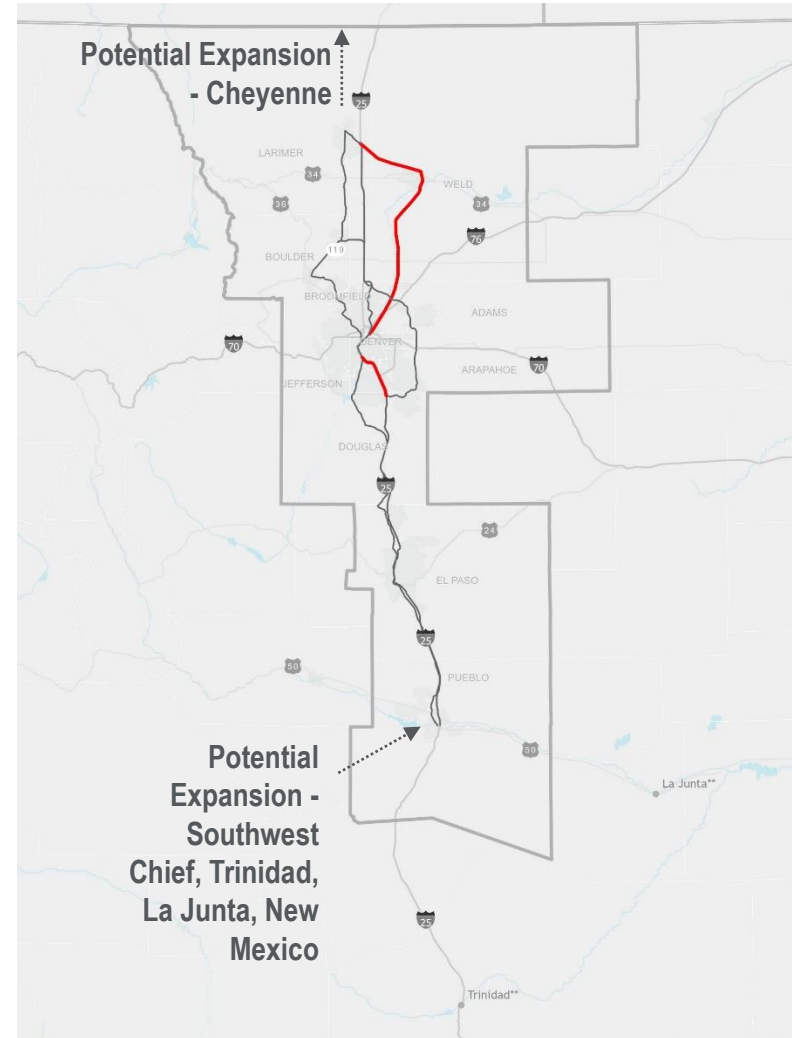 Potential Expansion
- Cheyenne
25
LARIMER
34
WELD
36
34
76
119
BOULDER
BROOMFIELD
ADAMS
70
DENVER
JEFFERSON
ARAPAHOE
70
DOUGLAS
25
24
EL PASO
25
50
PUEBLO
50
Potential
Expansion -
Southwest
Chief, Trinidad,
La Junta, New
Mexico
La Junta**
25
Trinidad**